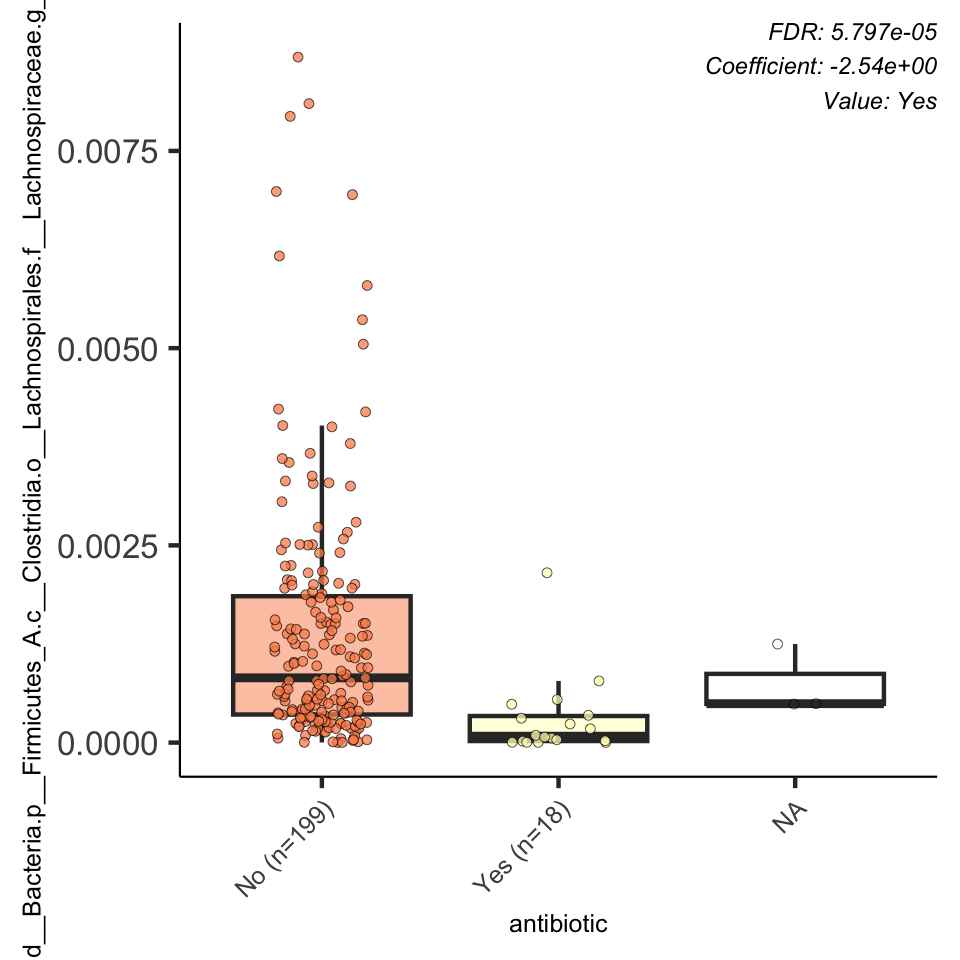 FDR: 5.797e-05
Coefficient: -2.54e+00
Value: Yes
d__Bacteria.p__Firmicutes_A.c__Clostridia.o__Lachnospirales.f__Lachnospiraceae.g_
0.0075
0.0050
0.0025
0.0000
No (n=199)
Yes (n=18)
NA
antibiotic